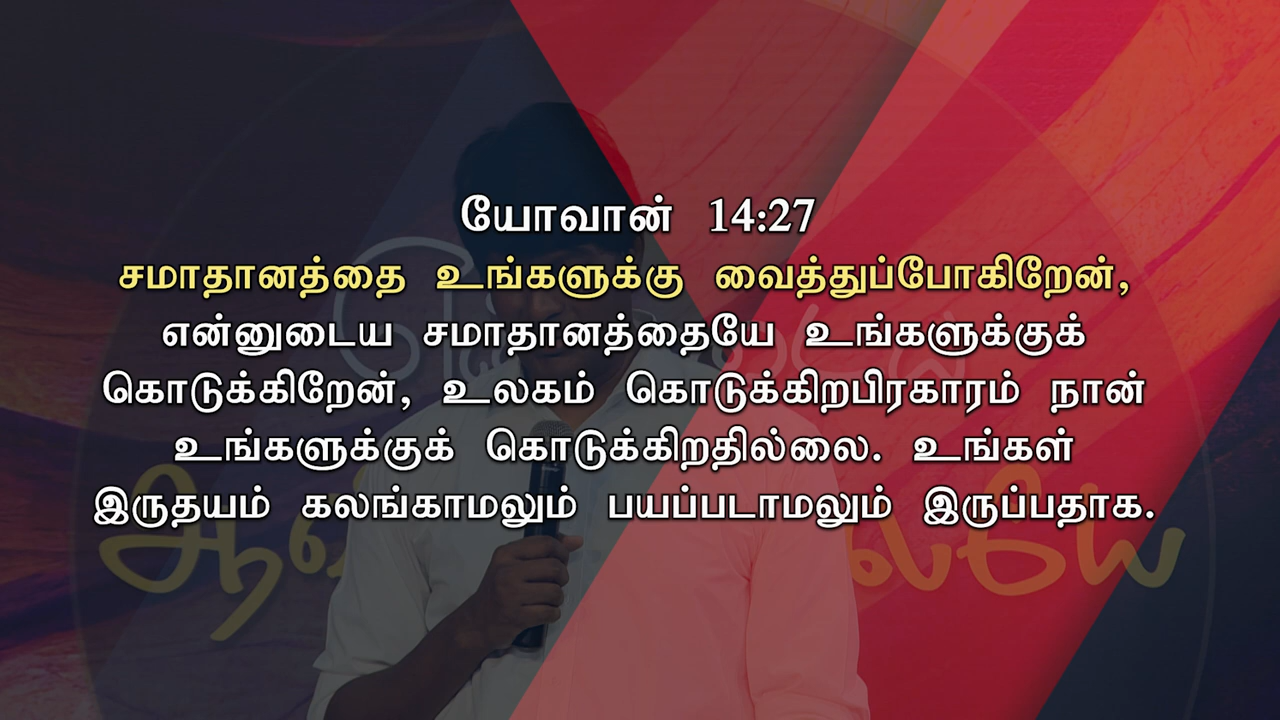 யோவான் 14:27
சமாதானத்தை உங்களுக்கு வைத்துப்போகிறேன்,
என்னுடைய சமாதானத்தையே உங்களுக்குக்
கொடுக்கிறேன், உலகம் கொடுக்கிறபிரகாரம் நான்
உங்களுக்குக் கொடுக்கிறதில்லை. உங்கள்
இருதயம் கலங்காமலும் பயப்படாமலும் இருப்பதாக.